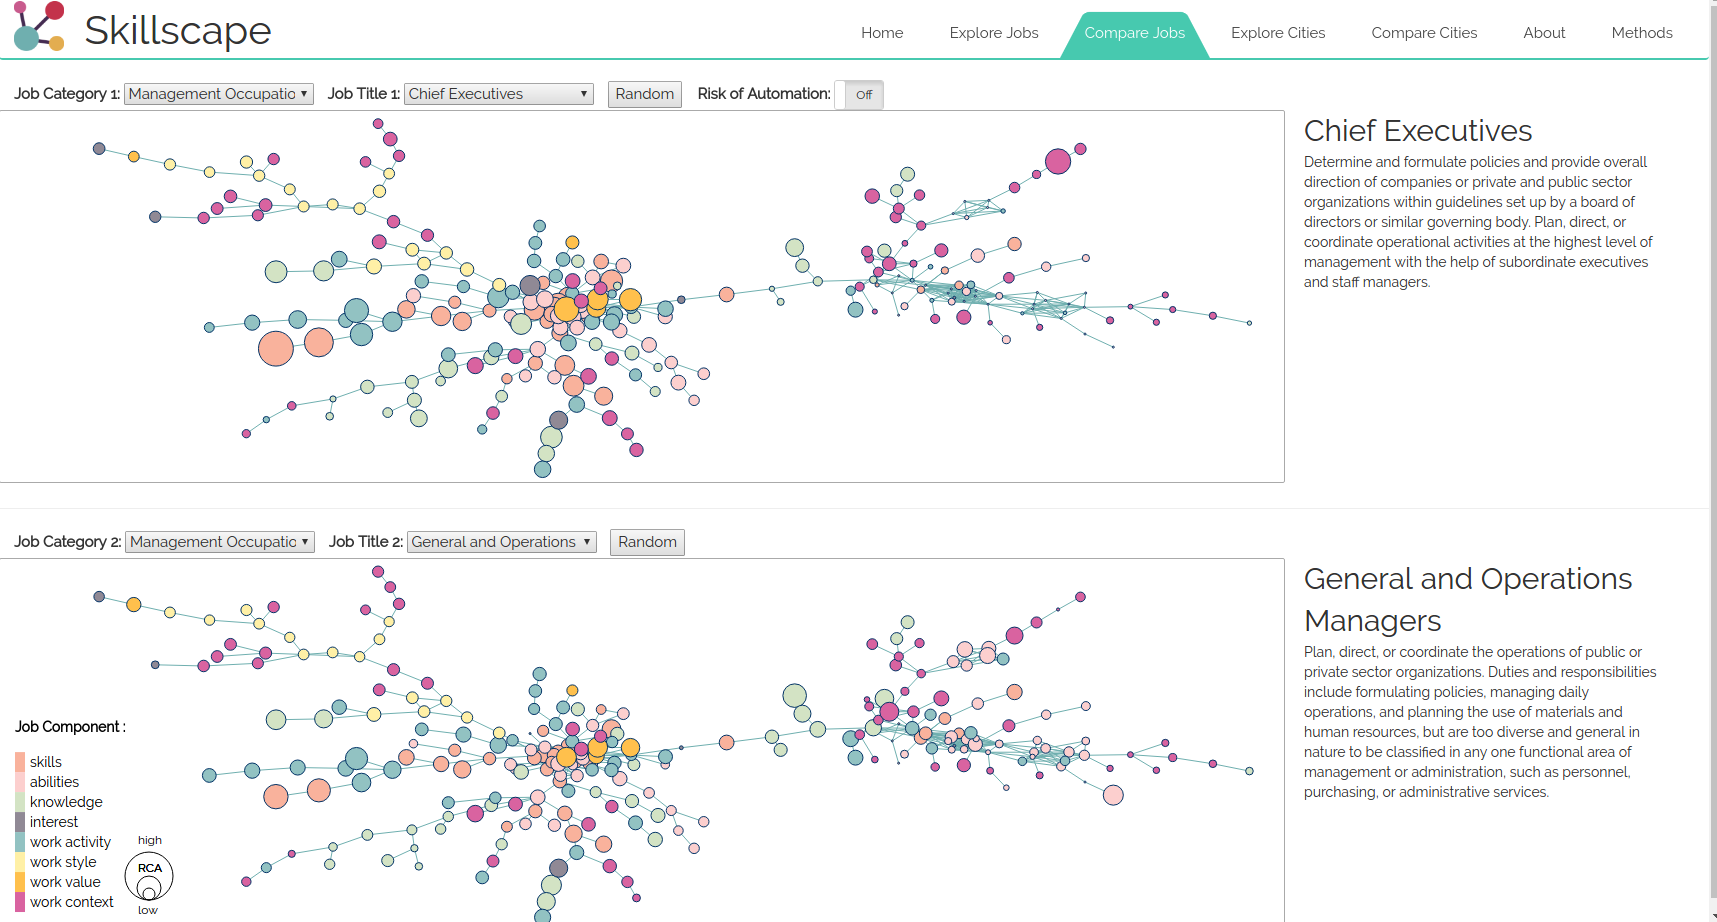 Skillscape
Home Explore Jobs Compare Jobs Explore Cities Compare Cities About Methods
Job Category 1: Management Occupatio Job Title 1: Chief Executives Random Risk of Automation: Off
Chief Executives
Determine and formulate policies and provide overall
direction of companies or private and public sector
organizations within guidelines set up by a board of
directors or similar governing body. Plan, direct, or
coordinate operational activities at the highest level of
management with the help of subordinate executives
and staff managers.
Job Category 2: Management Occupatio Job Title 2: General and Operations Random
General and Operations
Managers
Plan, direct, or coordinate the operations of public or
private sector organizations. Duties and responsibilities
include formulating policies, managing daily
operations, and planning the use of materials and
human resources, but are too diverse and general in
nature to be classified in any one functional area of
management or administration, such as personnel,
purchasing, or administrative services.
Job Component :
skills
abilities
knowledge
interest
work activity
work style
work value
work context
high
RCA
low